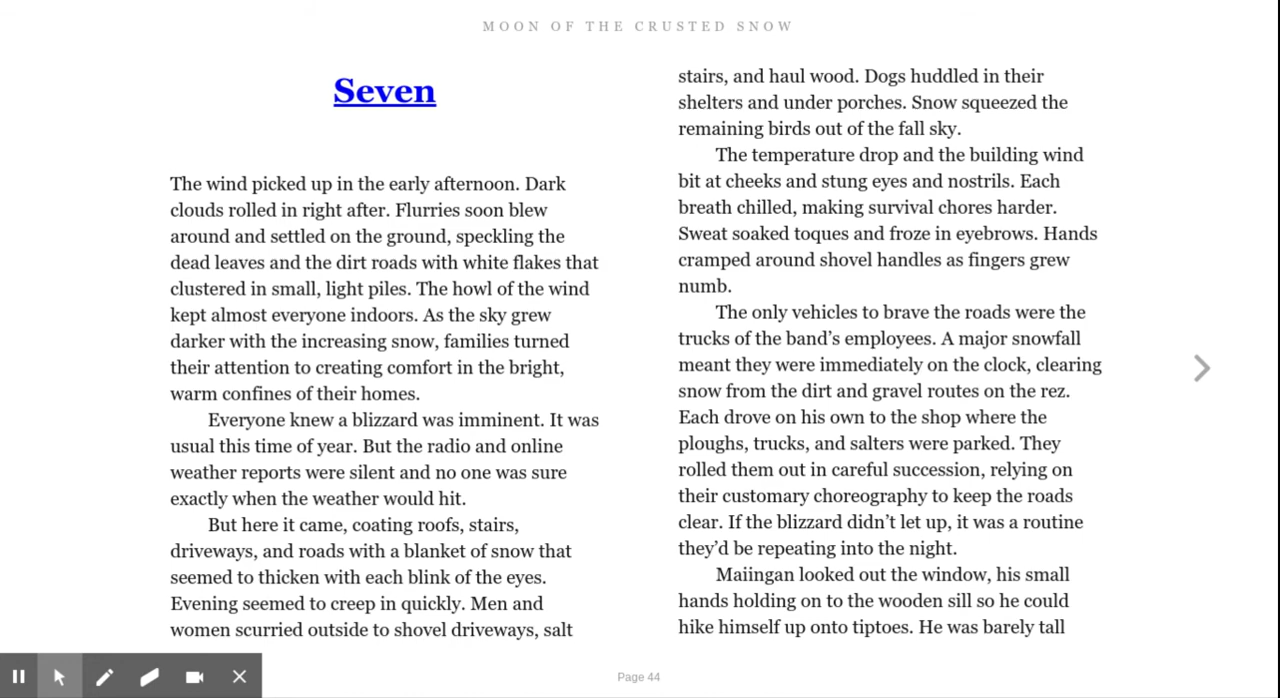 MOON OF THE CRUSTED SNOW
Seven
The wind picked up in the early afternoon. Dark
clouds rolled in right after. Flurries soon blew
around and settled on the ground, speckling the
dead leaves and the dirt roads with white flakes that
clustered in small, light piles. The howl of the wind
kept almost everyone indoors. As the sky grew
darker with the increasing snow, families turned
their attention to creating comfort in the bright,
warm confines of their homes.
Everyone knew a blizzard was imminent. It was
usual this time of year. But the radio and online
weather reports were silent and no one was sure
exactly when the weather would hit.
But here it came, coating roofs, stairs,
driveways, and roads with a blanket of snow that
seemed to thicken with each blink of the eyes.
Evening seemed to creep in quickly. Men and
women scurried outside to shovel driveways, salt
stairs, and haul wood. Dogs huddled in their
shelters and under porches. Snow squeezed the
remaining birds out of the fall sky.
The temperature drop and the building wind
bit at cheeks and stung eyes and nostrils. Each
breath chilled, making survival chores harder.
Sweat soaked toques and froze in eyebrows. Hands
cramped around shovel handles as fingers grew
numb.
The only vehicles to brave the roads were the
trucks of the band’s employees. A major snowfall
meant they were immediately on the clock, clearing
snow from the dirt and gravel routes on the rez.
Each drove on his own to the shop where the
ploughs, trucks, and salters were parked. They
rolled them out in careful succession, relying on
their customary choreography to keep the roads
clear. If the blizzard didn’t let up, it was a routine
they’d be repeating into the night.
Maiingan looked out the window, his small
hands holding on to the wooden sill so he could
hike himself up onto tiptoes. He was barely tall
Page 44